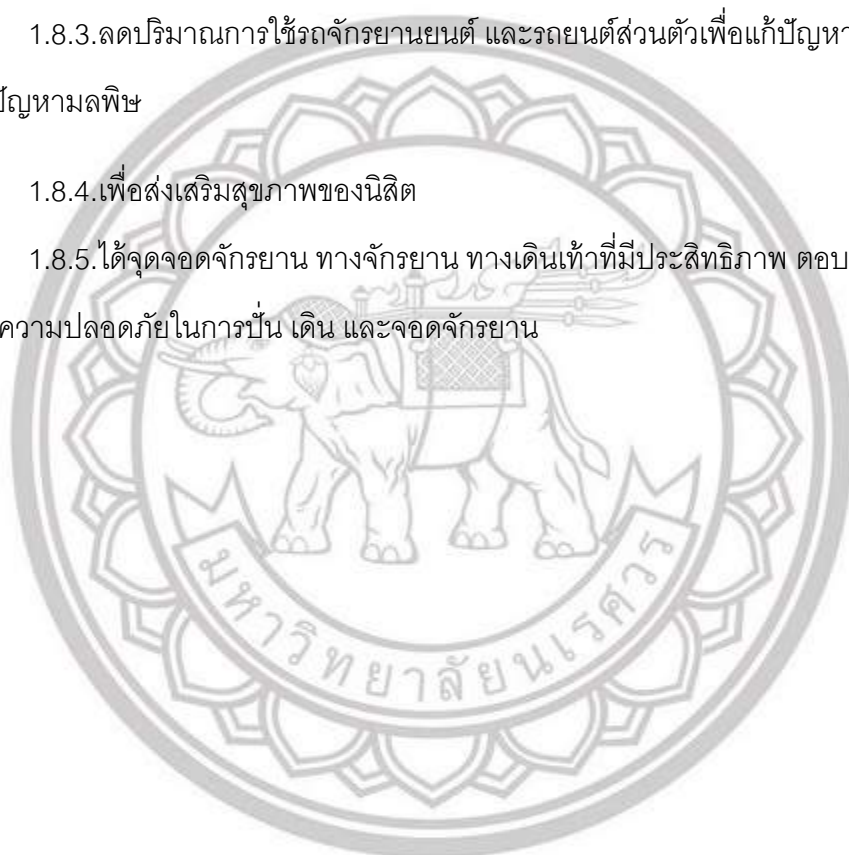 1.8.3.ลดปริมาณการใช้รถจักรยานยนต์ และรถยนต์ส่วนตัวเพื่อแก้ปัญหา
ปัญหามลพิษ
1.8.4.เพื่อส่งเสริมสุขภาพของนิสิต
1.8.5.ได้จุดจอดจักรยาน ทางจักรยาน ทางเดินเท้าที่มีประสิทธิภาพ ตอบ
ความปลอดภัยในการปั่น เดิน และจอดจักรยาน
มหาวิทยาลัยนเรศวร